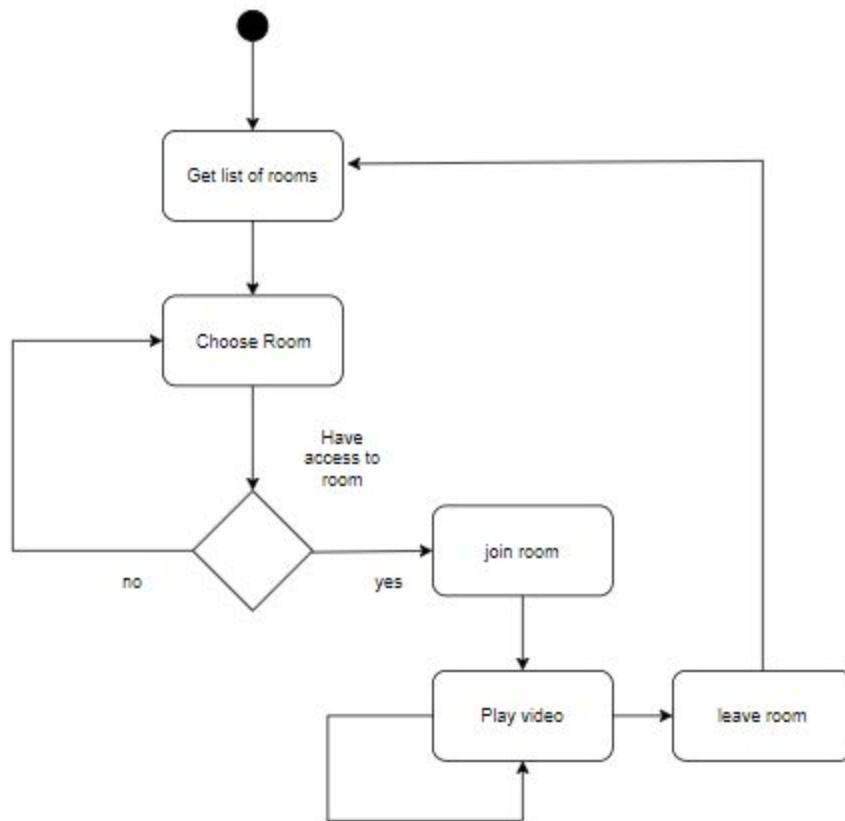 Get list of rooms
Choose Room
Have
access to
room
no
yes
join room
Play video
leave room